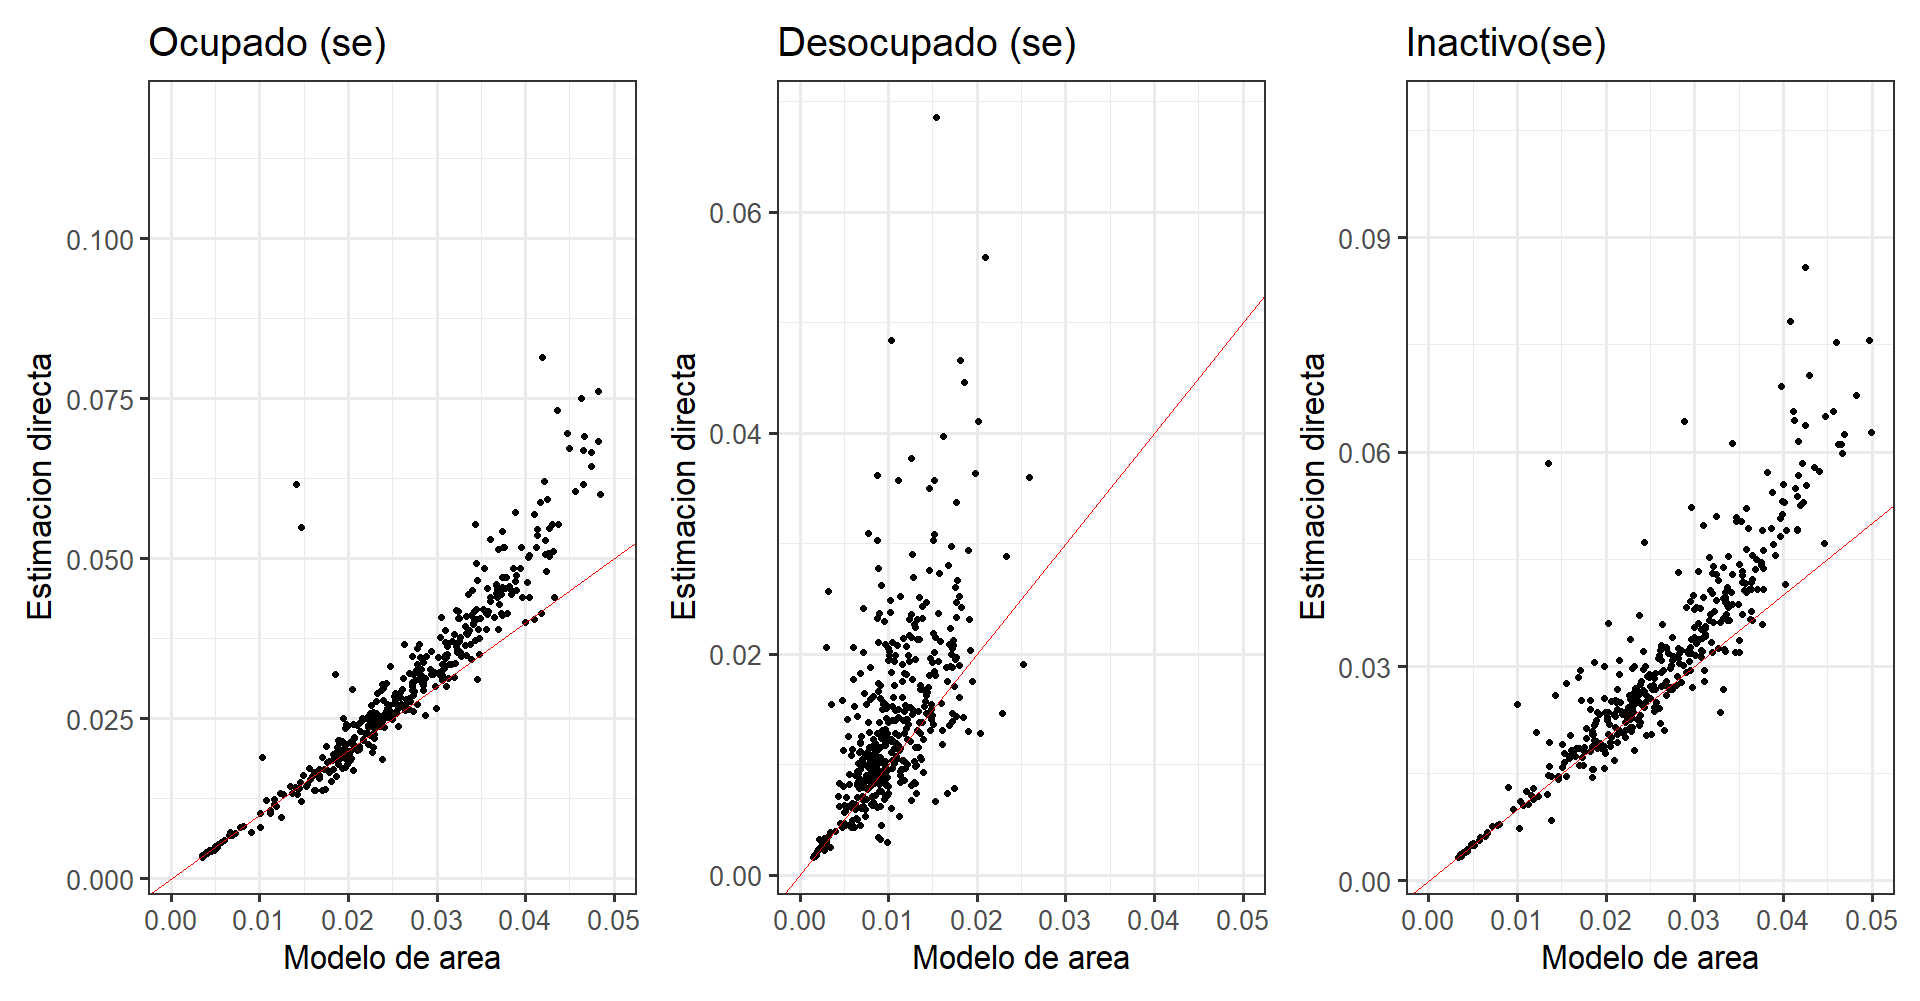 Ocupado (se)
Estimacion directa
0.100
0.075
0.050
0.025
0.000
0.00 0.01 0.02 0.03 0.04 0.05
Modelo de area
Desocupado (se)
Estimacion directa
0.06
0.04
0.02
0.00
0.00 0.01 0.02 0.03 0.04 0.05
Modelo de area
Inactivo(se)
Estimacion directa
0.09
0.06
0.03
0.00
0.00 0.01 0.02 0.03 0.04 0.05
Modelo de area